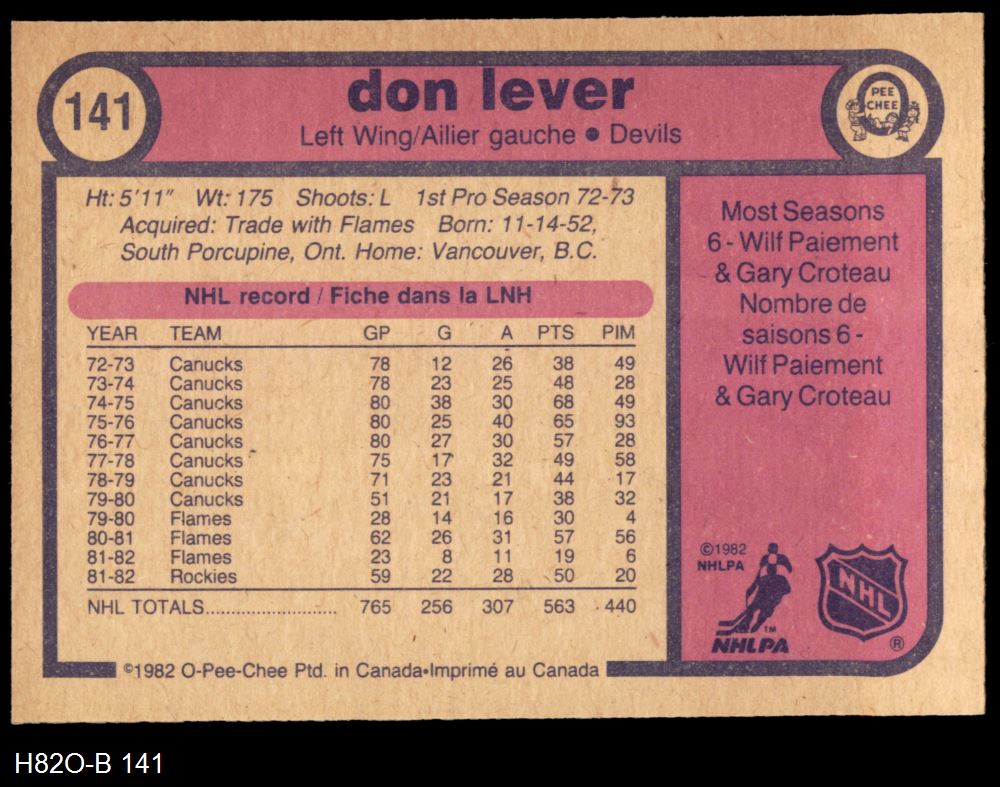 141
don lever
Left Wing/Ailier gauche • Devils
PEE
CHEE
Ht: 5'11" Wt: 175 Shoots: L 1st Pro Season 72-73
Acquired: Trade with Flames Born: 11-14-52,
South Porcupine, Ont. Home: Vancouver, B.C.
NHL record / Fiche dans la LNH
YEAR TEAM GP G A PTS PIM
72-73 Canucks 78 12 26 38 49
73-74 Canucks 78 23 25 48 28
74-75 Canucks 80 38 30 68 49
75-76 Canucks 80 25 40 65 93
76-77 Canucks 80 27 30 57 28
77-78 Canucks 75 17 32 49 58
78-79 Canucks 71 23 21 44 17
79-80 Canucks 51 21 17 38 32
79-80 Flames 28 14 16 30 4
80-81 Flames 62 26 31 57 56
81-82 Flames 23 8 11 19 6
81-82 Rockies 59 22 28 50 20
NHL TOTALS........................ 765 256 307 563 440
©1982 O-Pee-Chee Ptd. in Canada•Imprimé au Canada
Most Seasons
6 - Wilf Paiement
& Gary Croteau
Nombre de
saisons 6 -
Wilf Paiement
& Gary Croteau
©1982
NHLPA
TM
NHLPA
NHL
®
H82O-B 141